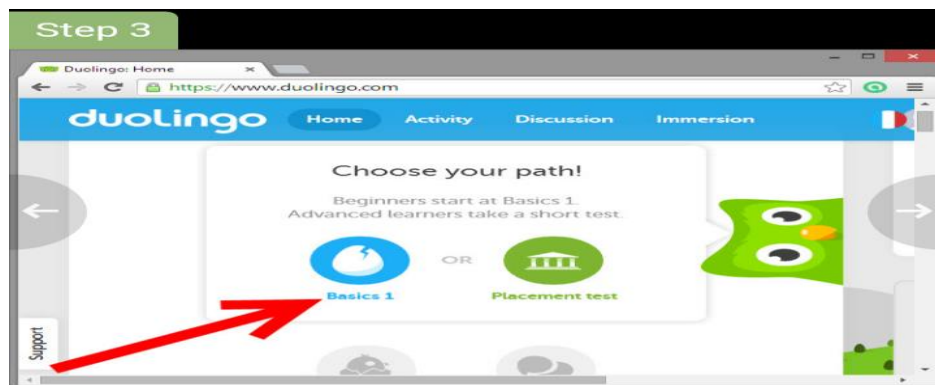 Step 3
Duolingo: Home
https://www.duolingo.com
duolingo Home Activity Discussion Immersion
Choose your path!
Beginners start at Basics 1.
Advanced learners take a short test.
OR
Basics 1 Placement test
Support